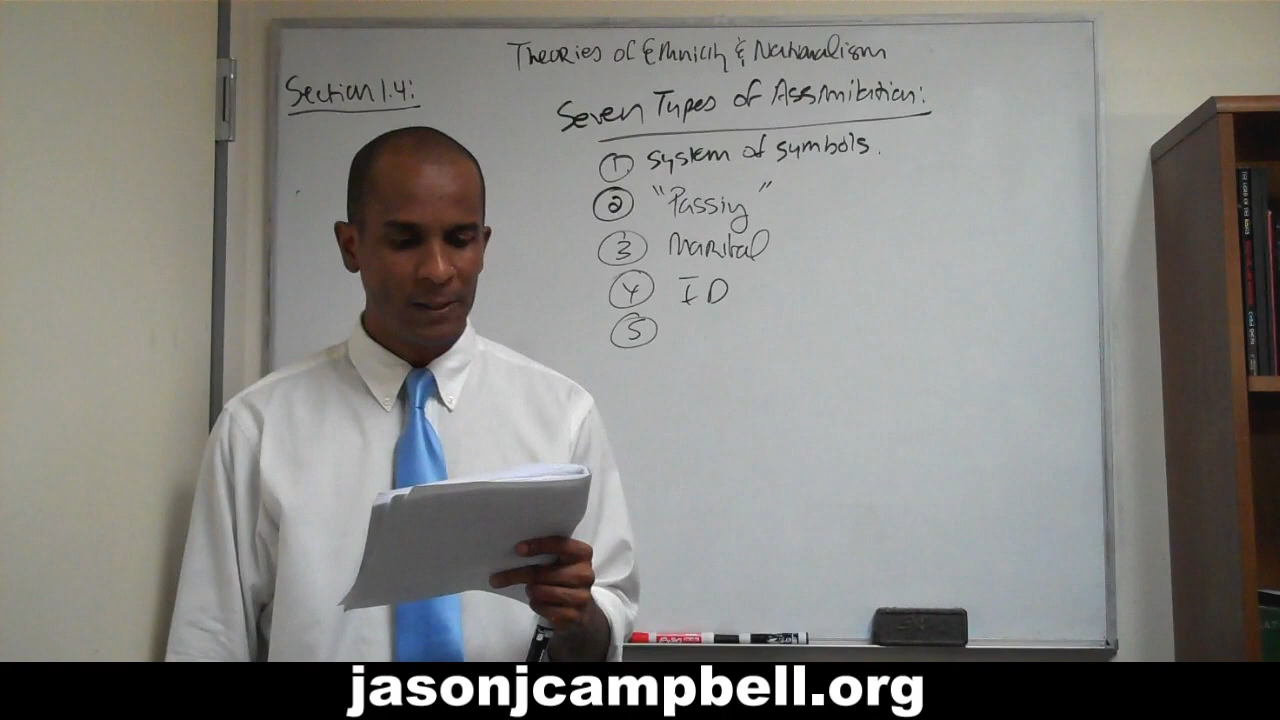 Theories of Ethnicity & Nationalism
Section 1.4:
Seven Types of Assimilation:
1 system of symbols.
2 "Passing"
3 Marital
4 ID
5
jasonjcampbell.org